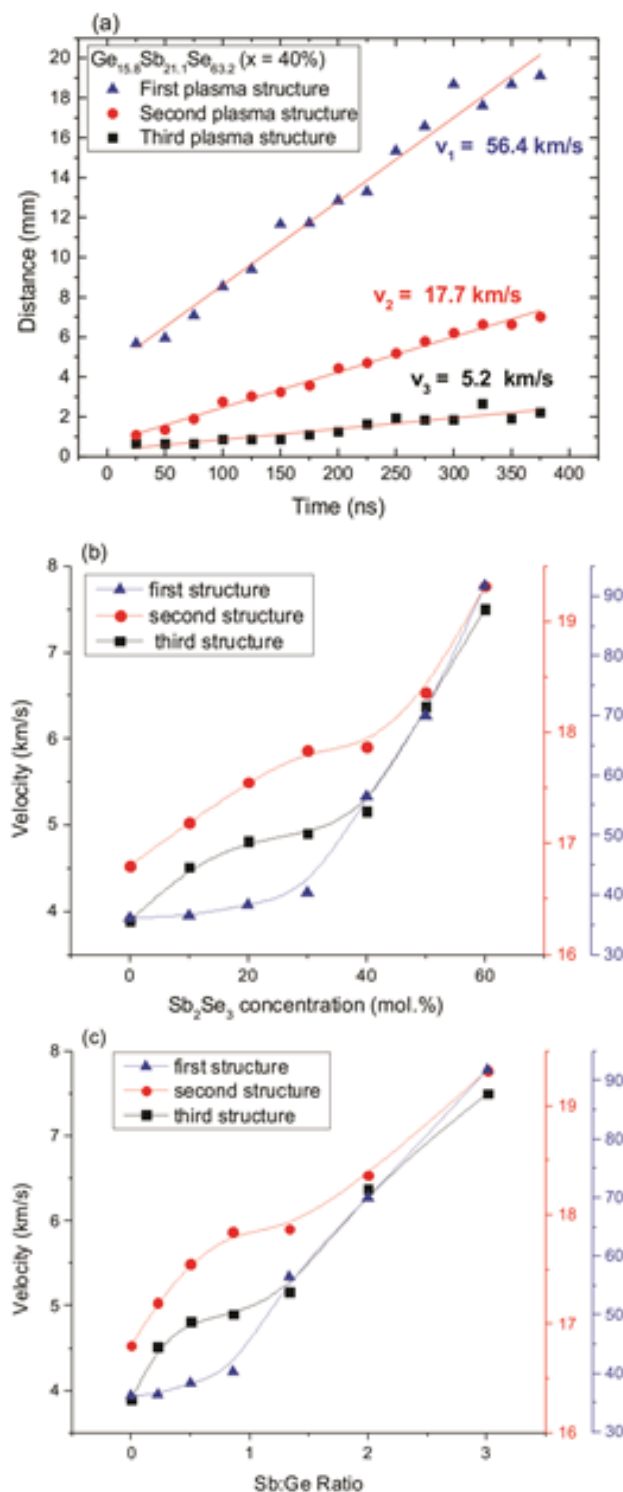 (a)
Ge₁₅.₈Sb₂₁.₁Se₆₃.₂ (x = 40%)
First plasma structure
Second plasma structure
Third plasma structure
v₁ = 56.4 km/s
v₂ = 17.7 km/s
v₃ = 5.2 km/s
20
18
16
14
12
10
8
6
4
2
0
Distance (mm)
0 50 100 150 200 250 300 350 400
Time (ns)
(b)
first structure
second structure
third structure
8
7
6
5
4
Velocity (km/s)
19
18
17
16
90
80
70
60
50
40
30
0 20 40 60
Sb₂Se₃ concentration (mol.%)
(c)
first structure
second structure
third structure
8
7
6
5
4
Velocity (km/s)
19
18
17
16
90
80
70
60
50
40
30
0 1 2 3
Sb:Ge Ratio